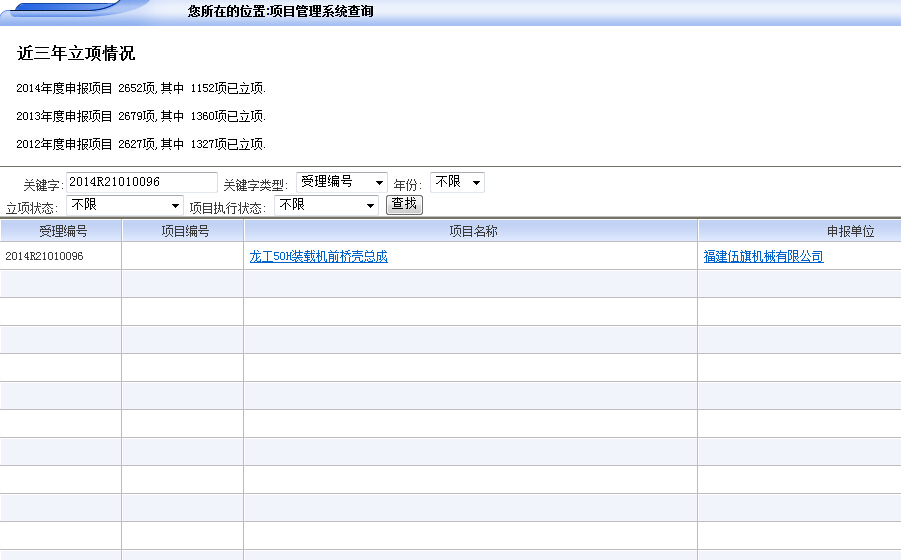 您所在的位置:项目管理系统查询
近三年立项情况
2014年度申报项目 2652项, 其中 1152项已立项.
2013年度申报项目 2679项, 其中 1360项已立项.
2012年度申报项目 2627项, 其中 1327项已立项.
关键字: 2014R21010096 关键字类型: 受理编号 年份: 不限
立项状态: 不限 项目执行状态: 不限 查找
受理编号 项目编号 项目名称 申报单位
2014R21010096 龙工50H装载机前桥壳总成 福建伍旗机械有限公司